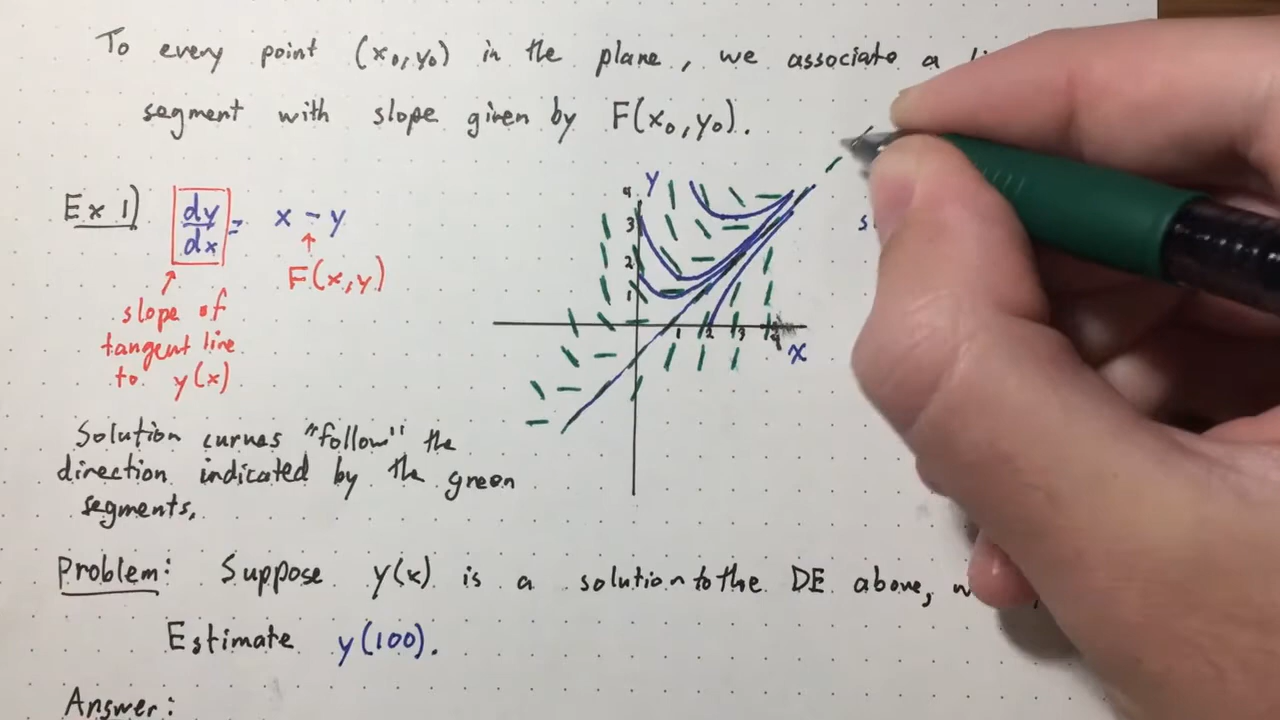 To every point (x₀,y₀) in the plane, we associate a
segment with slope given by F(x₀,y₀).
Ex 1) dy/dx = x - y
↑
F(x,y)
slope of
tangent line
to y(x)
Y
4
3
2
1
1 2 3 4
x
Solution curves "follow" the
direction indicated by the green
segments.
Problem: Suppose y(x) is a solution to the DE above,
Estimate y(100).
Answer: